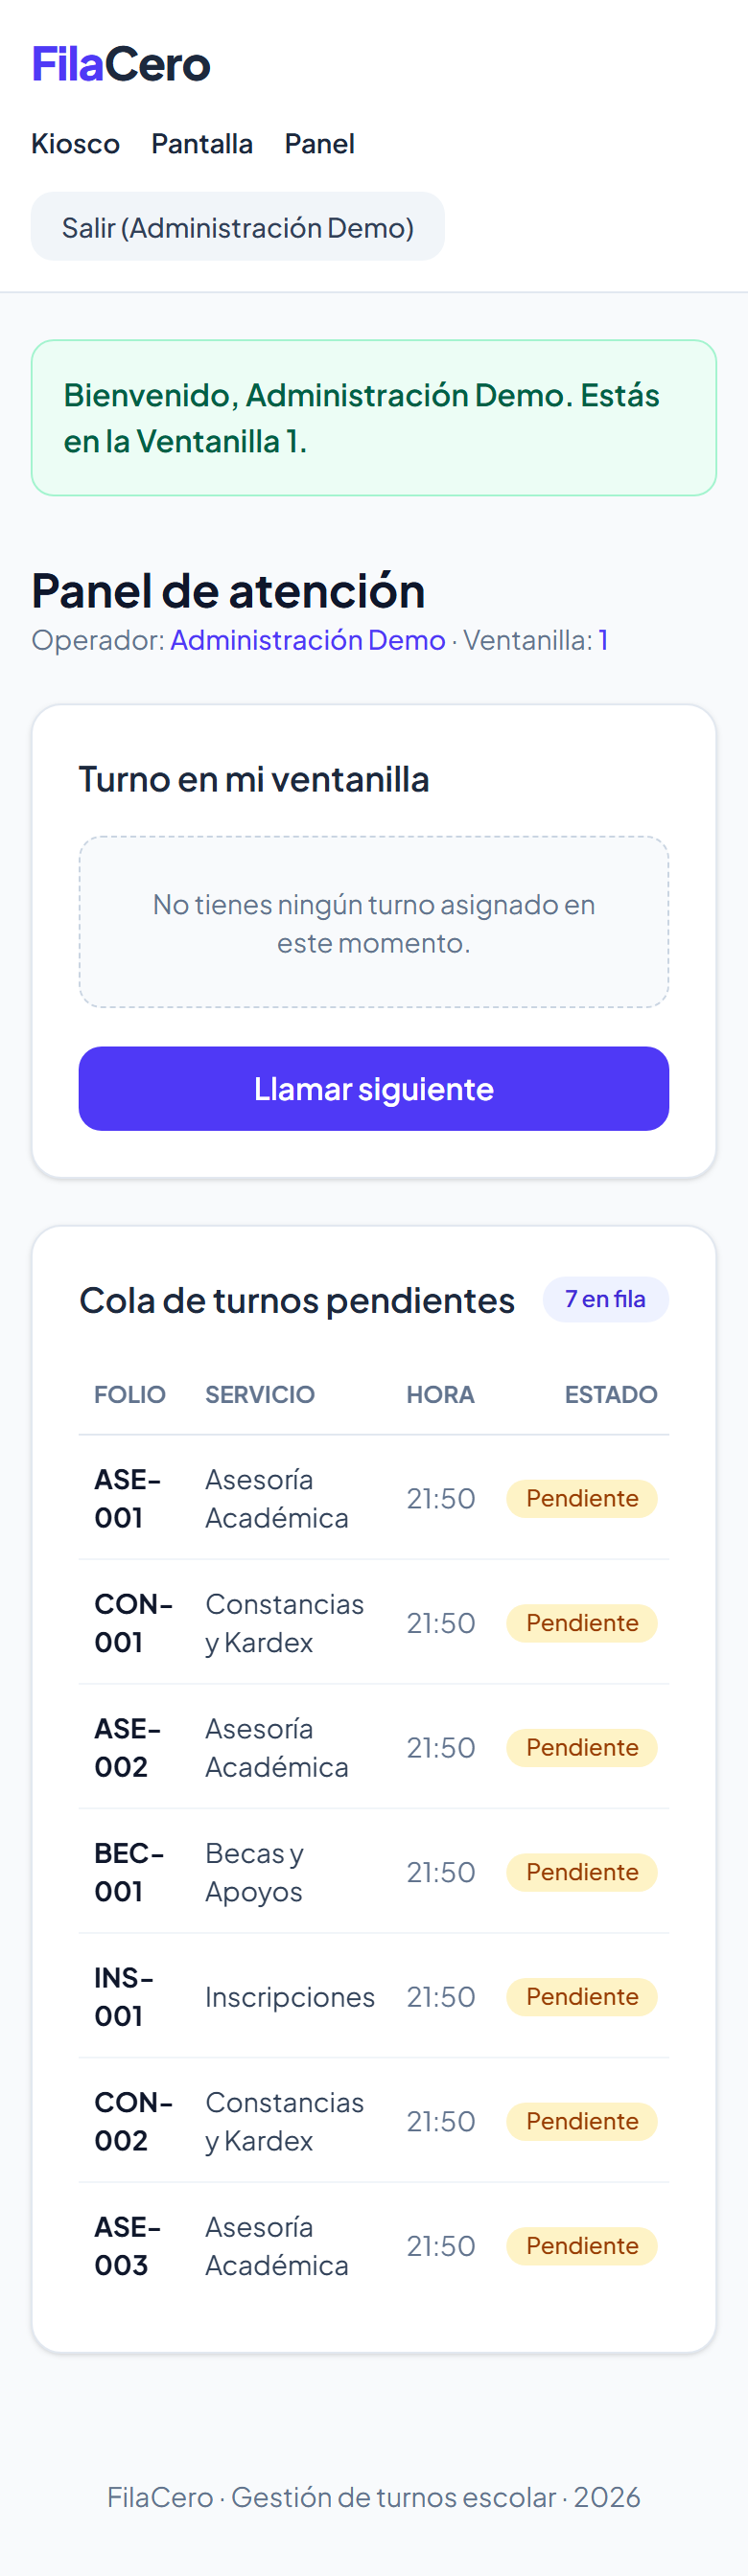 FilaCero
Kiosco Pantalla Panel
Salir (Administración Demo)
Bienvenido, Administración Demo. Estás
en la Ventanilla 1.
Panel de atención
Operador: Administración Demo · Ventanilla: 1
Turno en mi ventanilla
No tienes ningún turno asignado en
este momento.
Llamar siguiente
Cola de turnos pendientes 7 en fila
FOLIO SERVICIO HORA ESTADO
ASE-
001
Asesoría
Académica
21:50
Pendiente
CON-
001
Constancias
y Kardex
21:50
Pendiente
ASE-
002
Asesoría
Académica
21:50
Pendiente
BEC-
001
Becas y
Apoyos
21:50
Pendiente
INS-
001
Inscripciones
21:50
Pendiente
CON-
002
Constancias
y Kardex
21:50
Pendiente
ASE-
003
Asesoría
Académica
21:50
Pendiente
FilaCero · Gestión de turnos escolar · 2026